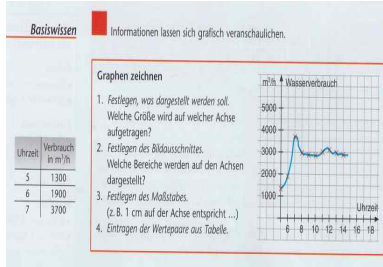 Basiswissen
Informationen lassen sich grafisch veranschaulichen.
Graphen zeichnen
1. Festlegen, was dargestellt werden soll.
Welche Größe wird auf welcher Achse
aufgetragen?
2. Festlegen des Bildausschnittes.
Welche Bereiche werden auf den Achsen
dargestellt?
3. Festlegen des Maßstabes.
(z. B. 1 cm auf der Achse entspricht ...)
4. Eintragen der Wertepaare aus Tabelle.
Uhrzeit Verbrauch in m³/h
5 1300
6 1900
7 3700
m³/h Wasserverbrauch
5000
4000
3000
2000
1000
Uhrzeit
6 8 10 12 14 16 18